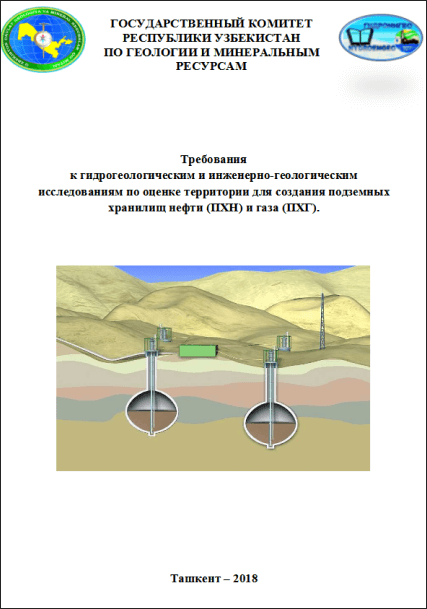 ГОСУДАРСТВЕННЫЙ КОМИТЕТ
РЕСПУБЛИКИ УЗБЕКИСТАН
ПО ГЕОЛОГИИ И МИНЕРАЛЬНЫМ
РЕСУРСАМ
Требования
к гидрогеологическим и инженерно-геологическим
исследованиям по оценке территории для создания подземных
хранилищ нефти (ПХН) и газа (ПХГ).
Ташкент – 2018